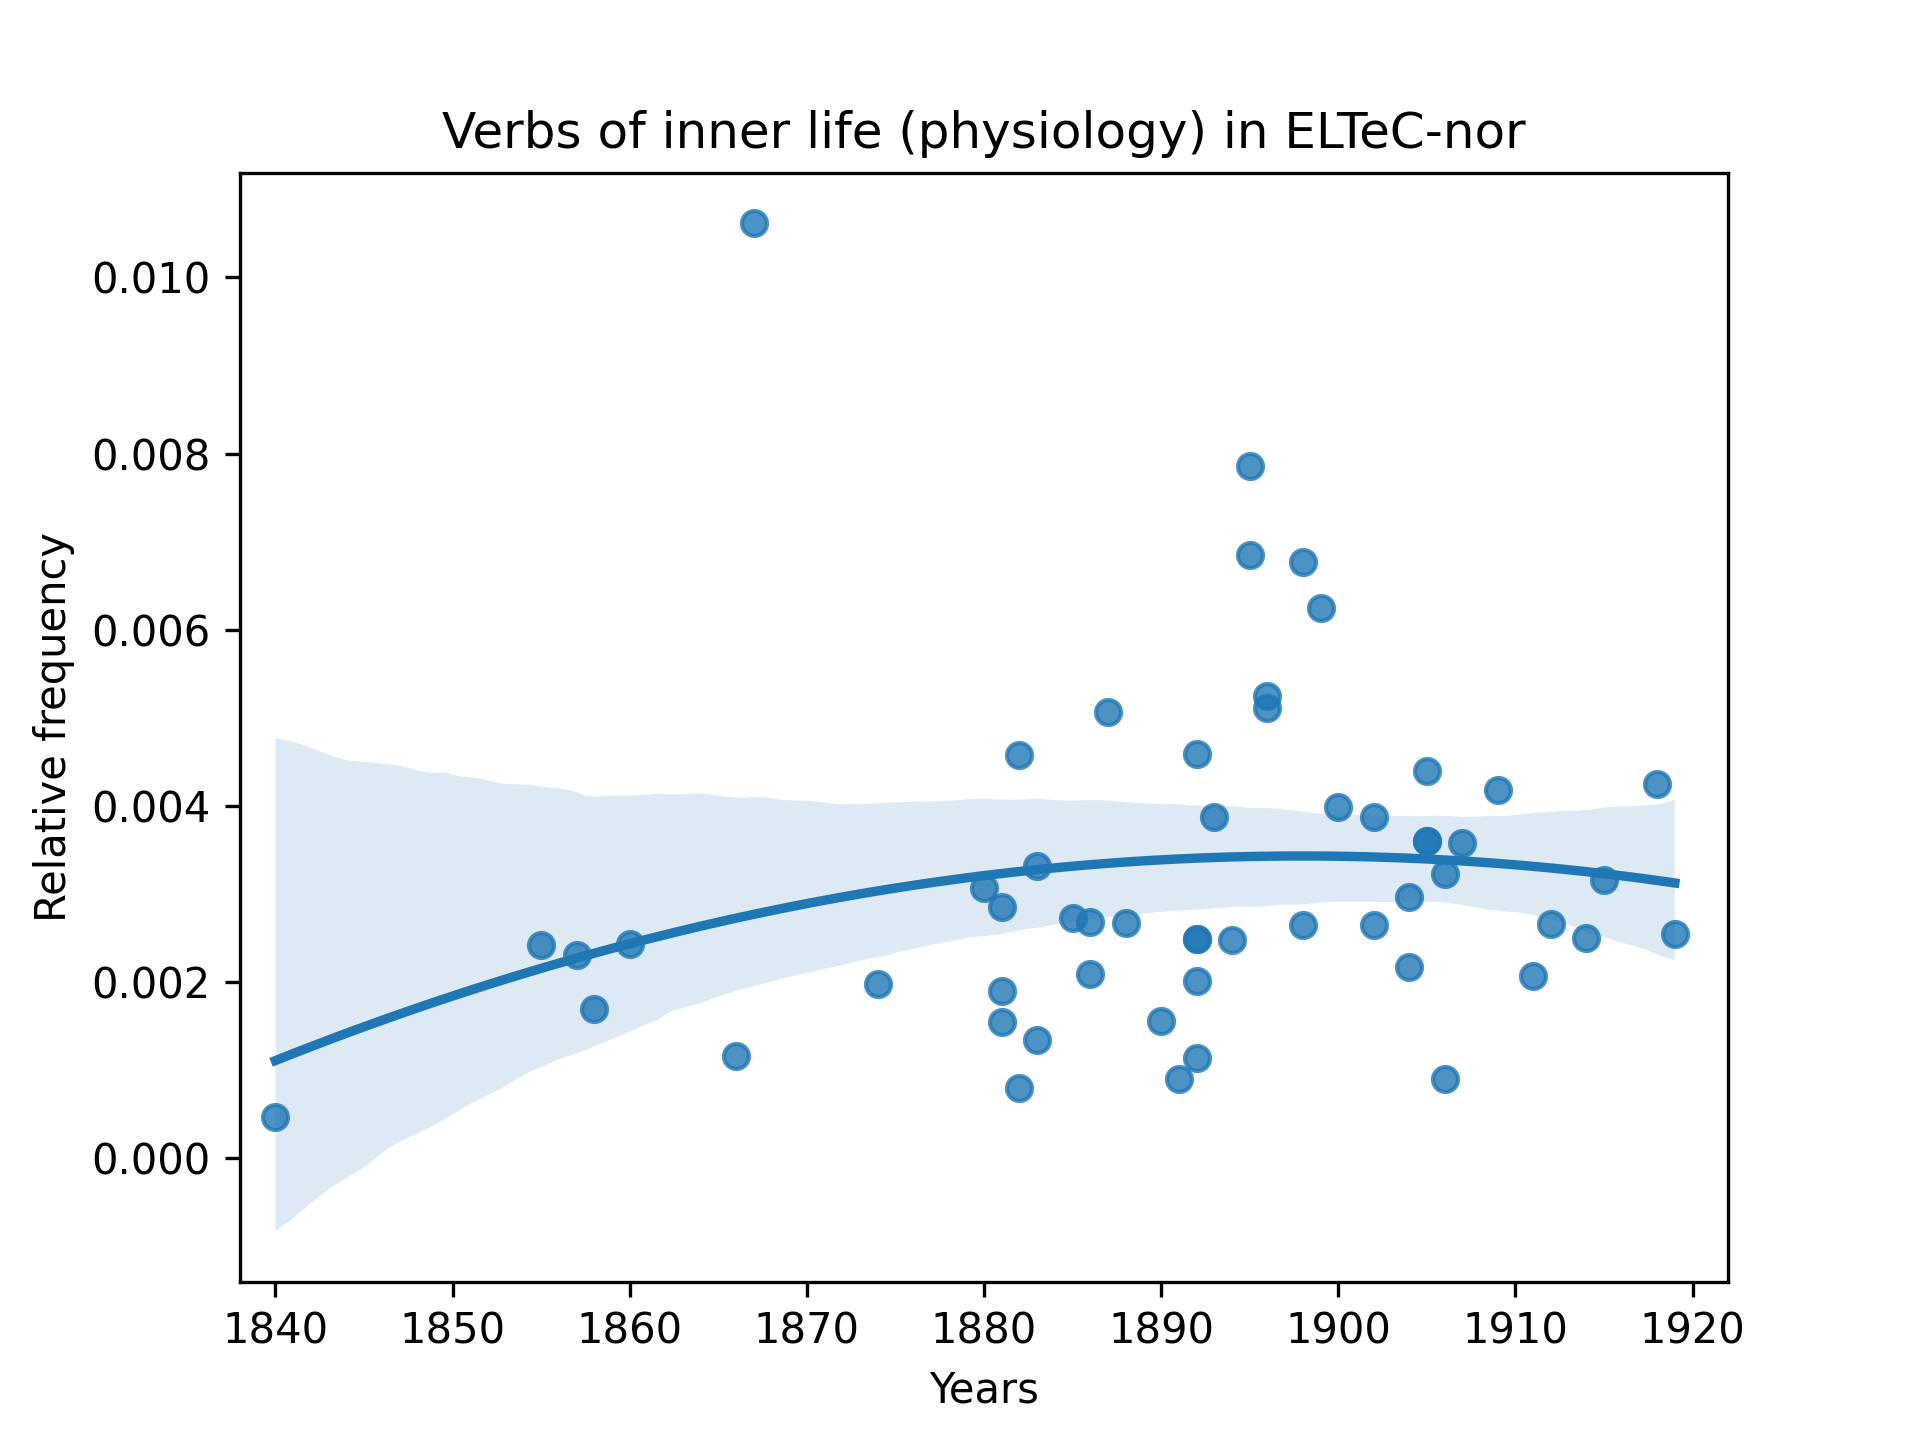 Verbs of inner life (physiology) in ELTeC-nor
Relative frequency
0.010
0.008
0.006
0.004
0.002
0.000
1840 1850 1860 1870 1880 1890 1900 1910 1920
Years